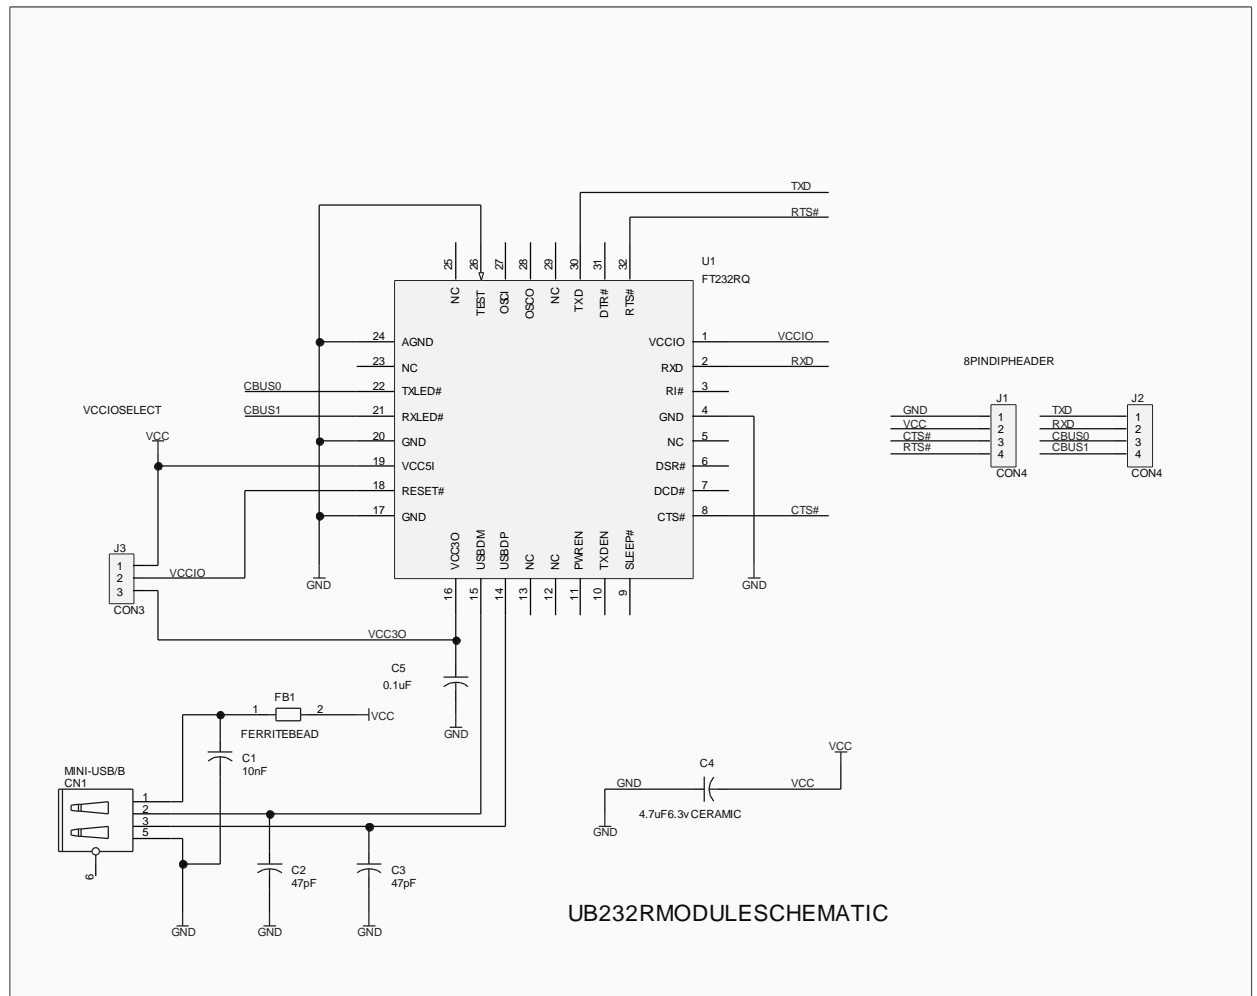 TXD
RTS#
25 26 27 28 29 30 31 32
U1
FT232RQ
NC TEST OSCI OSCO NC TXD DTR# RTS#
24 AGND VCCIO 1 VCCIO
23 NC RXD 2 RXD
CBUS0 22 TXLED# RI# 3
CBUS1 21 RXLED# GND 4
20 GND NC 5
19 VCC5I DSR# 6
18 RESET# DCD# 7
17 GND CTS# 8 CTS#
VCC3O USBDM USBDP NC NC PWREN TXDEN SLEEP#
16 15 14 13 12 11 10 9
GND
GND
VCCIOSELECT
VCC
J3
1
2 VCCIO
3
CON3
VCC3O
C5
0.1uF
GND
8PINDIPHEADER
J1
GND 1
VCC 2
CTS# 3
RTS# 4
CON4
J2
TXD 1
RXD 2
CBUS0 3
CBUS1 4
CON4
FB1
1 2 VCC
FERRITEBEAD
C1
10nF
MINI-USB/B
CN1
1
2
3
5
6
C2
47pF
C3
47pF
GND GND GND
VCC
C4
GND VCC
4.7uF6.3vCERAMIC
GND
UB232RMODULESCHEMATIC